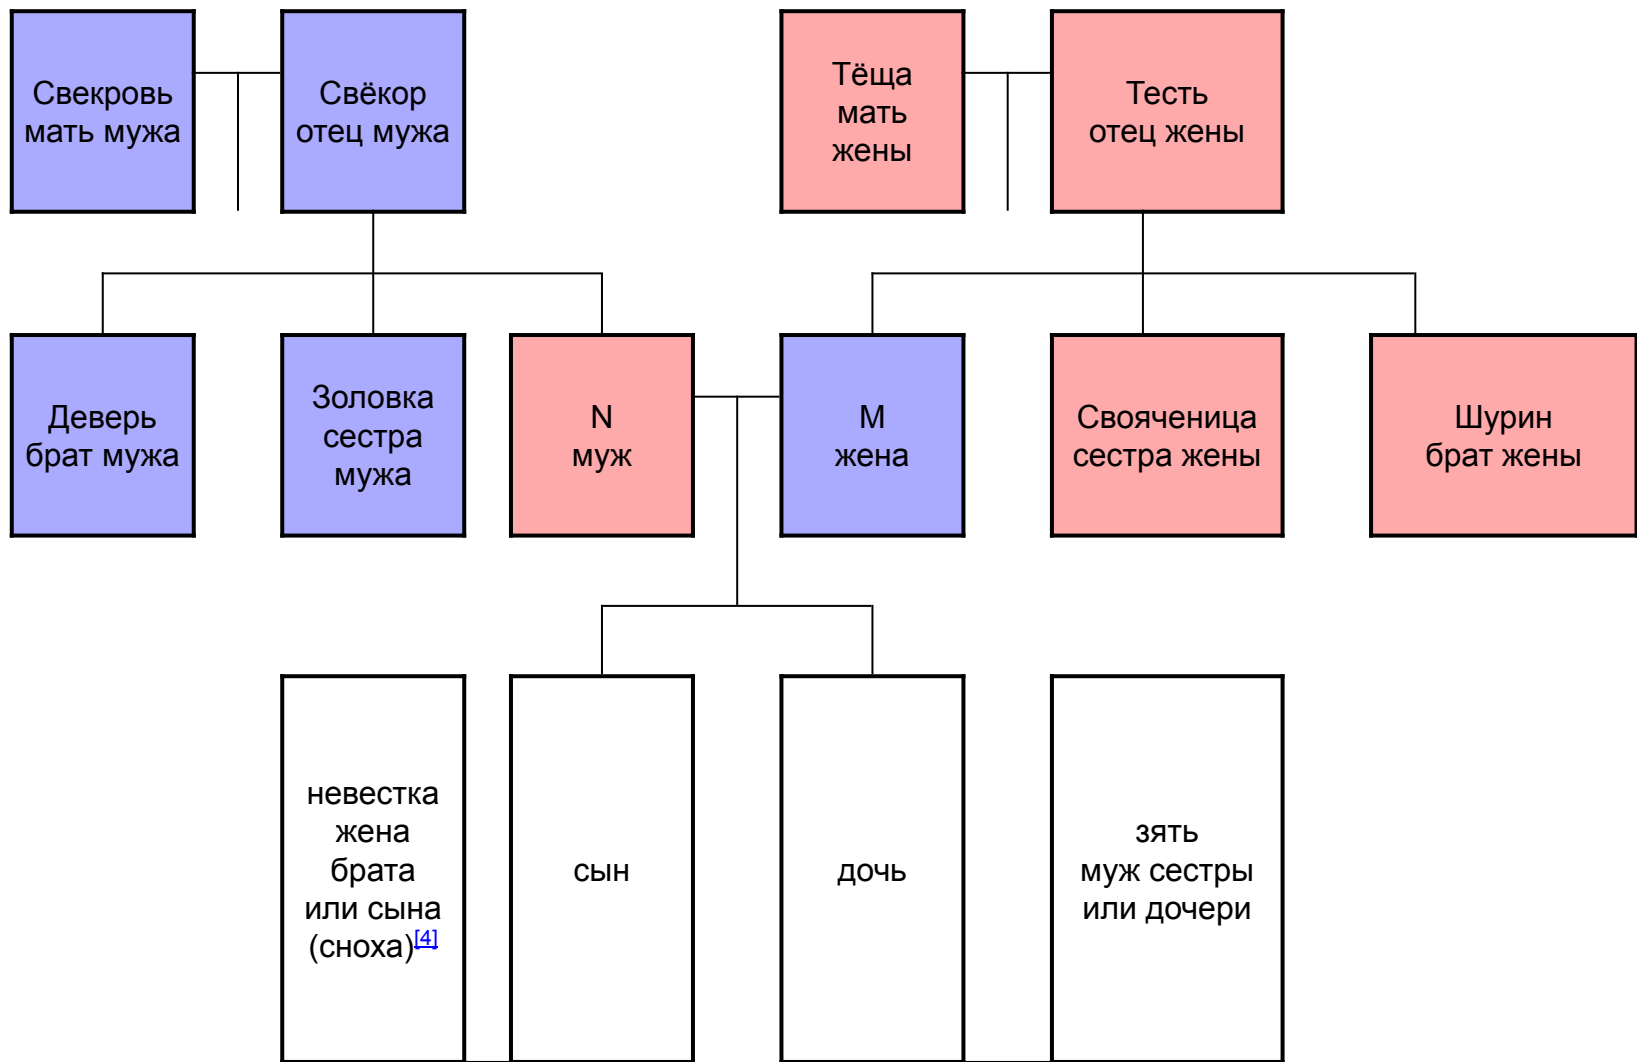 Свекровь
мать мужа
Свёкор
отец мужа
Тёща
мать
жены
Тесть
отец жены
Деверь
брат мужа
Золовка
сестра
мужа
N
муж
М
жена
Свояченица
сестра жены
Шурин
брат жены
невестка
жена
брата
или сына
(сноха)[4]
сын
дочь
зять
муж сестры
или дочери